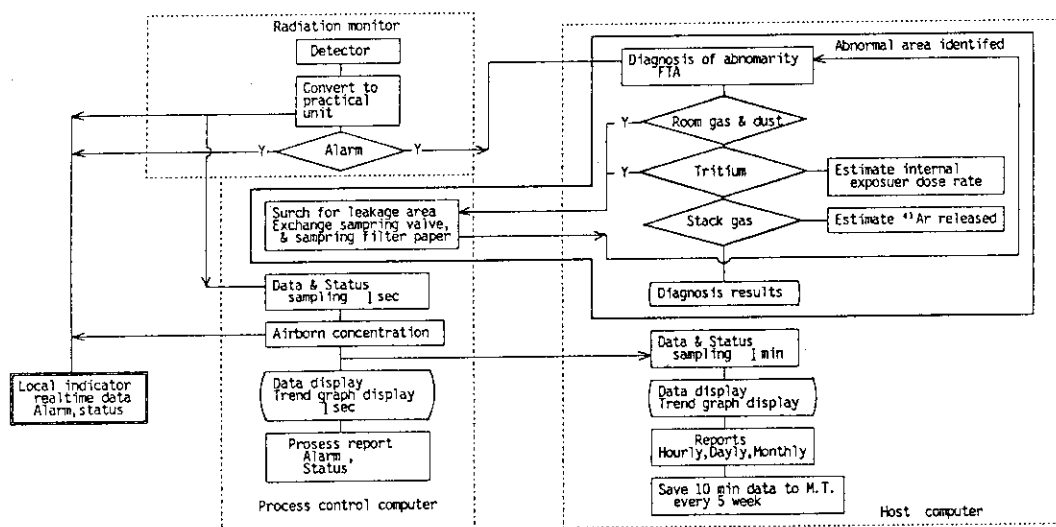 Radiation monitor
Detector
Convert to
practical
unit
Y
Alarm
Y
Abnormal area identifed
Diagnosis of abnomarity
FTA
Y
Room gas & dust
Y
Tritium
Estimate internal
exposuer dose rate
Stack gas
Estimate ⁴¹Ar released
Diagnosis results
Surch for leakage area
Exchange sampring valve,
& sampring filter paper
Data & Status
sampling 1 sec
Airborn concentration
Data display
Trend graph display
1 sec
Prosess report
Alarm,
Status
Process control computer
Local indicator
realtime data
Alarm,status
Data & Status
sampling 1 min
Data display
Trend graph display
Reports
Hourly,Dayly,Monthly
Save 10 min data to M.T.
every 5 week
Host computer